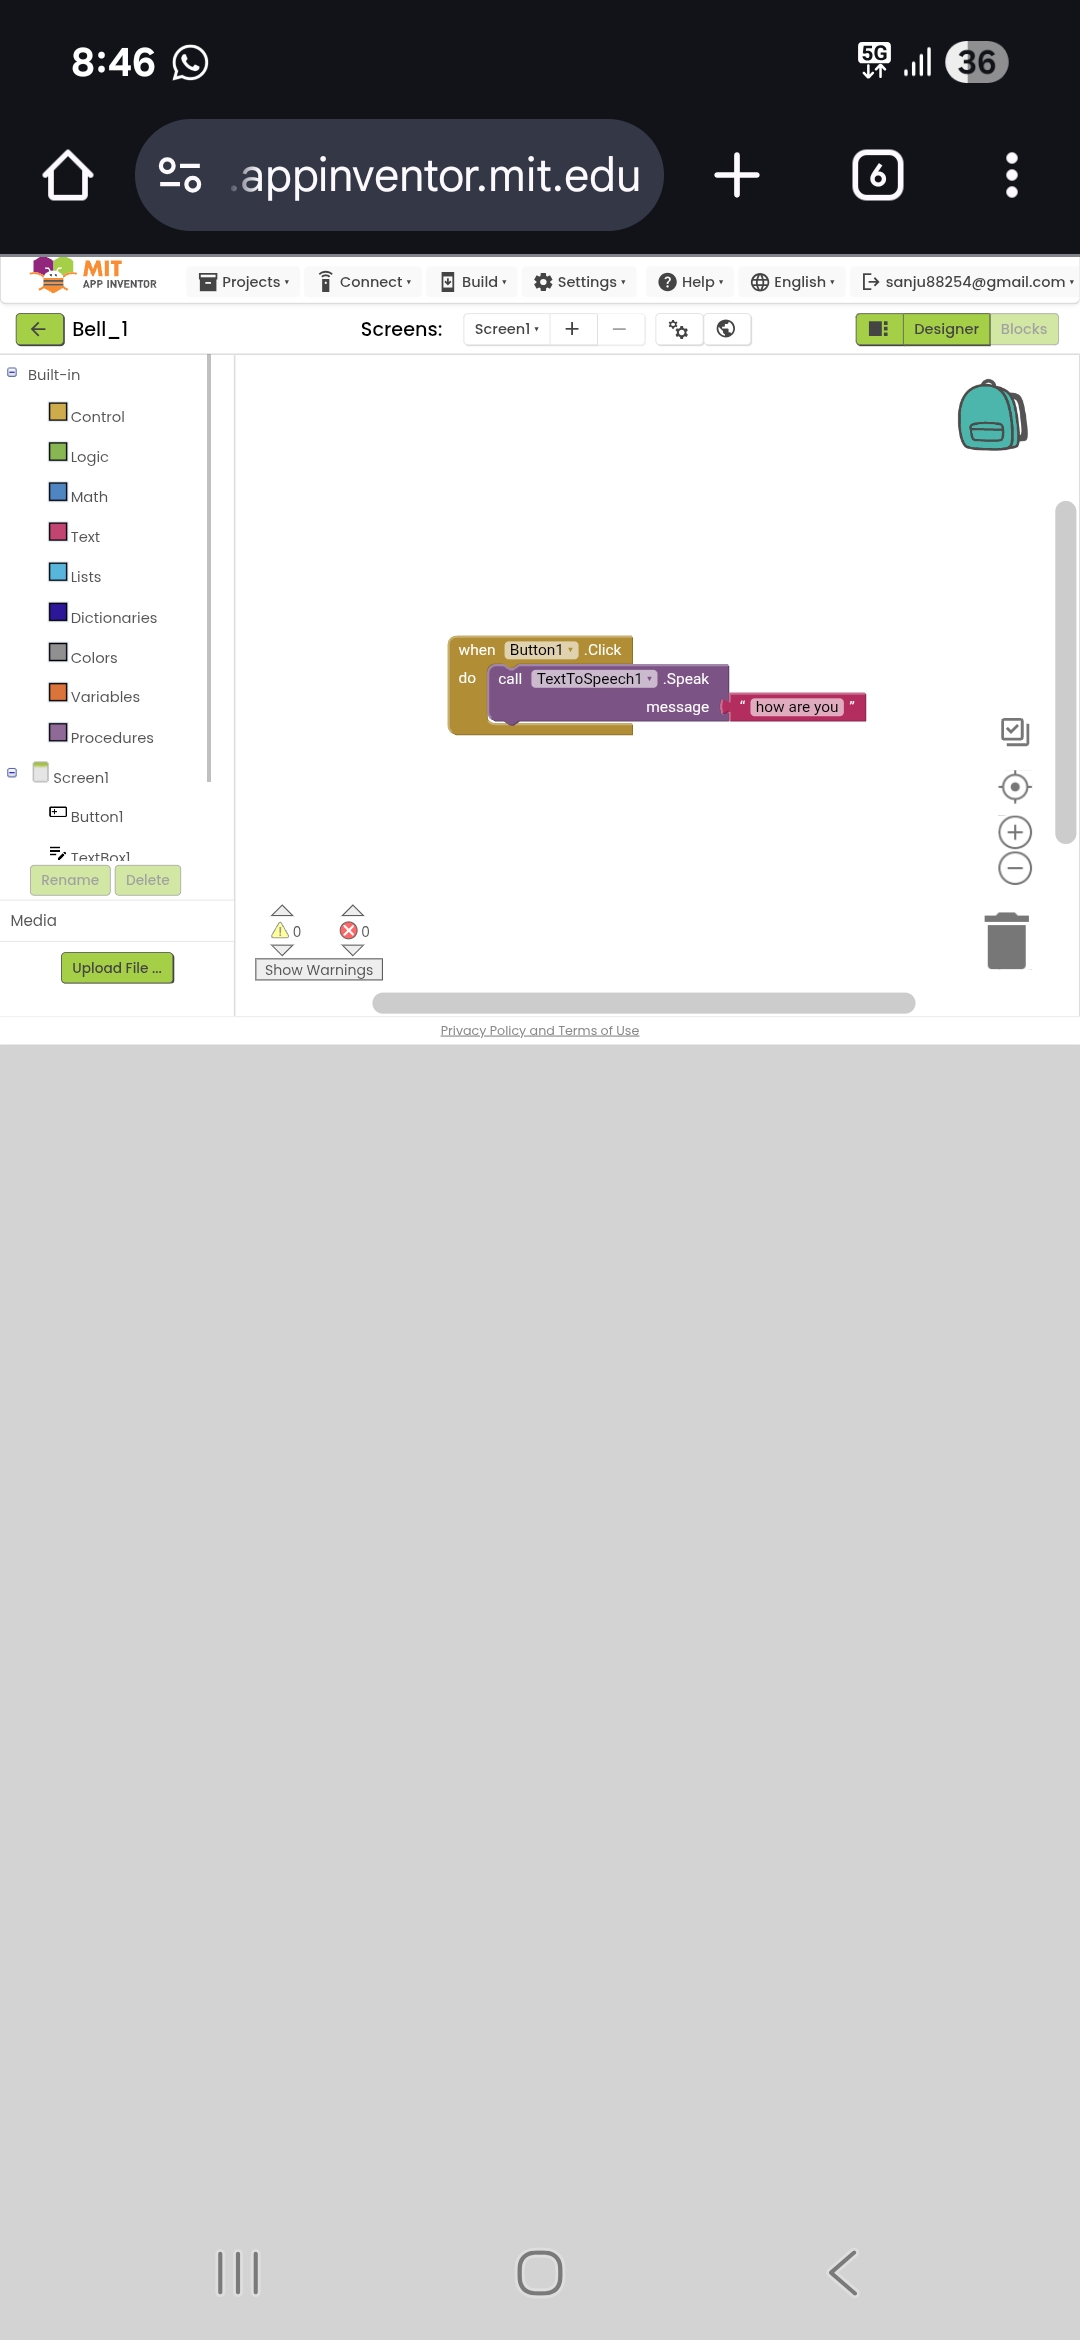 8:46
5G
36
.appinventor.mit.edu
6
MIT
APP INVENTOR
Projects
Connect
Build
Settings
Help
English
sanju88254@gmail.com
Bell_1
Screens:
Screen1
Designer
Blocks
Built-in
Control
Logic
Math
Text
Lists
Dictionaries
Colors
Variables
Procedures
Screen1
Button1
TextBox1
Rename
Delete
Media
Upload File ...
when Button1 .Click
do call TextToSpeech1 .Speak
message " how are you "
0 0
Show Warnings
Privacy Policy and Terms of Use